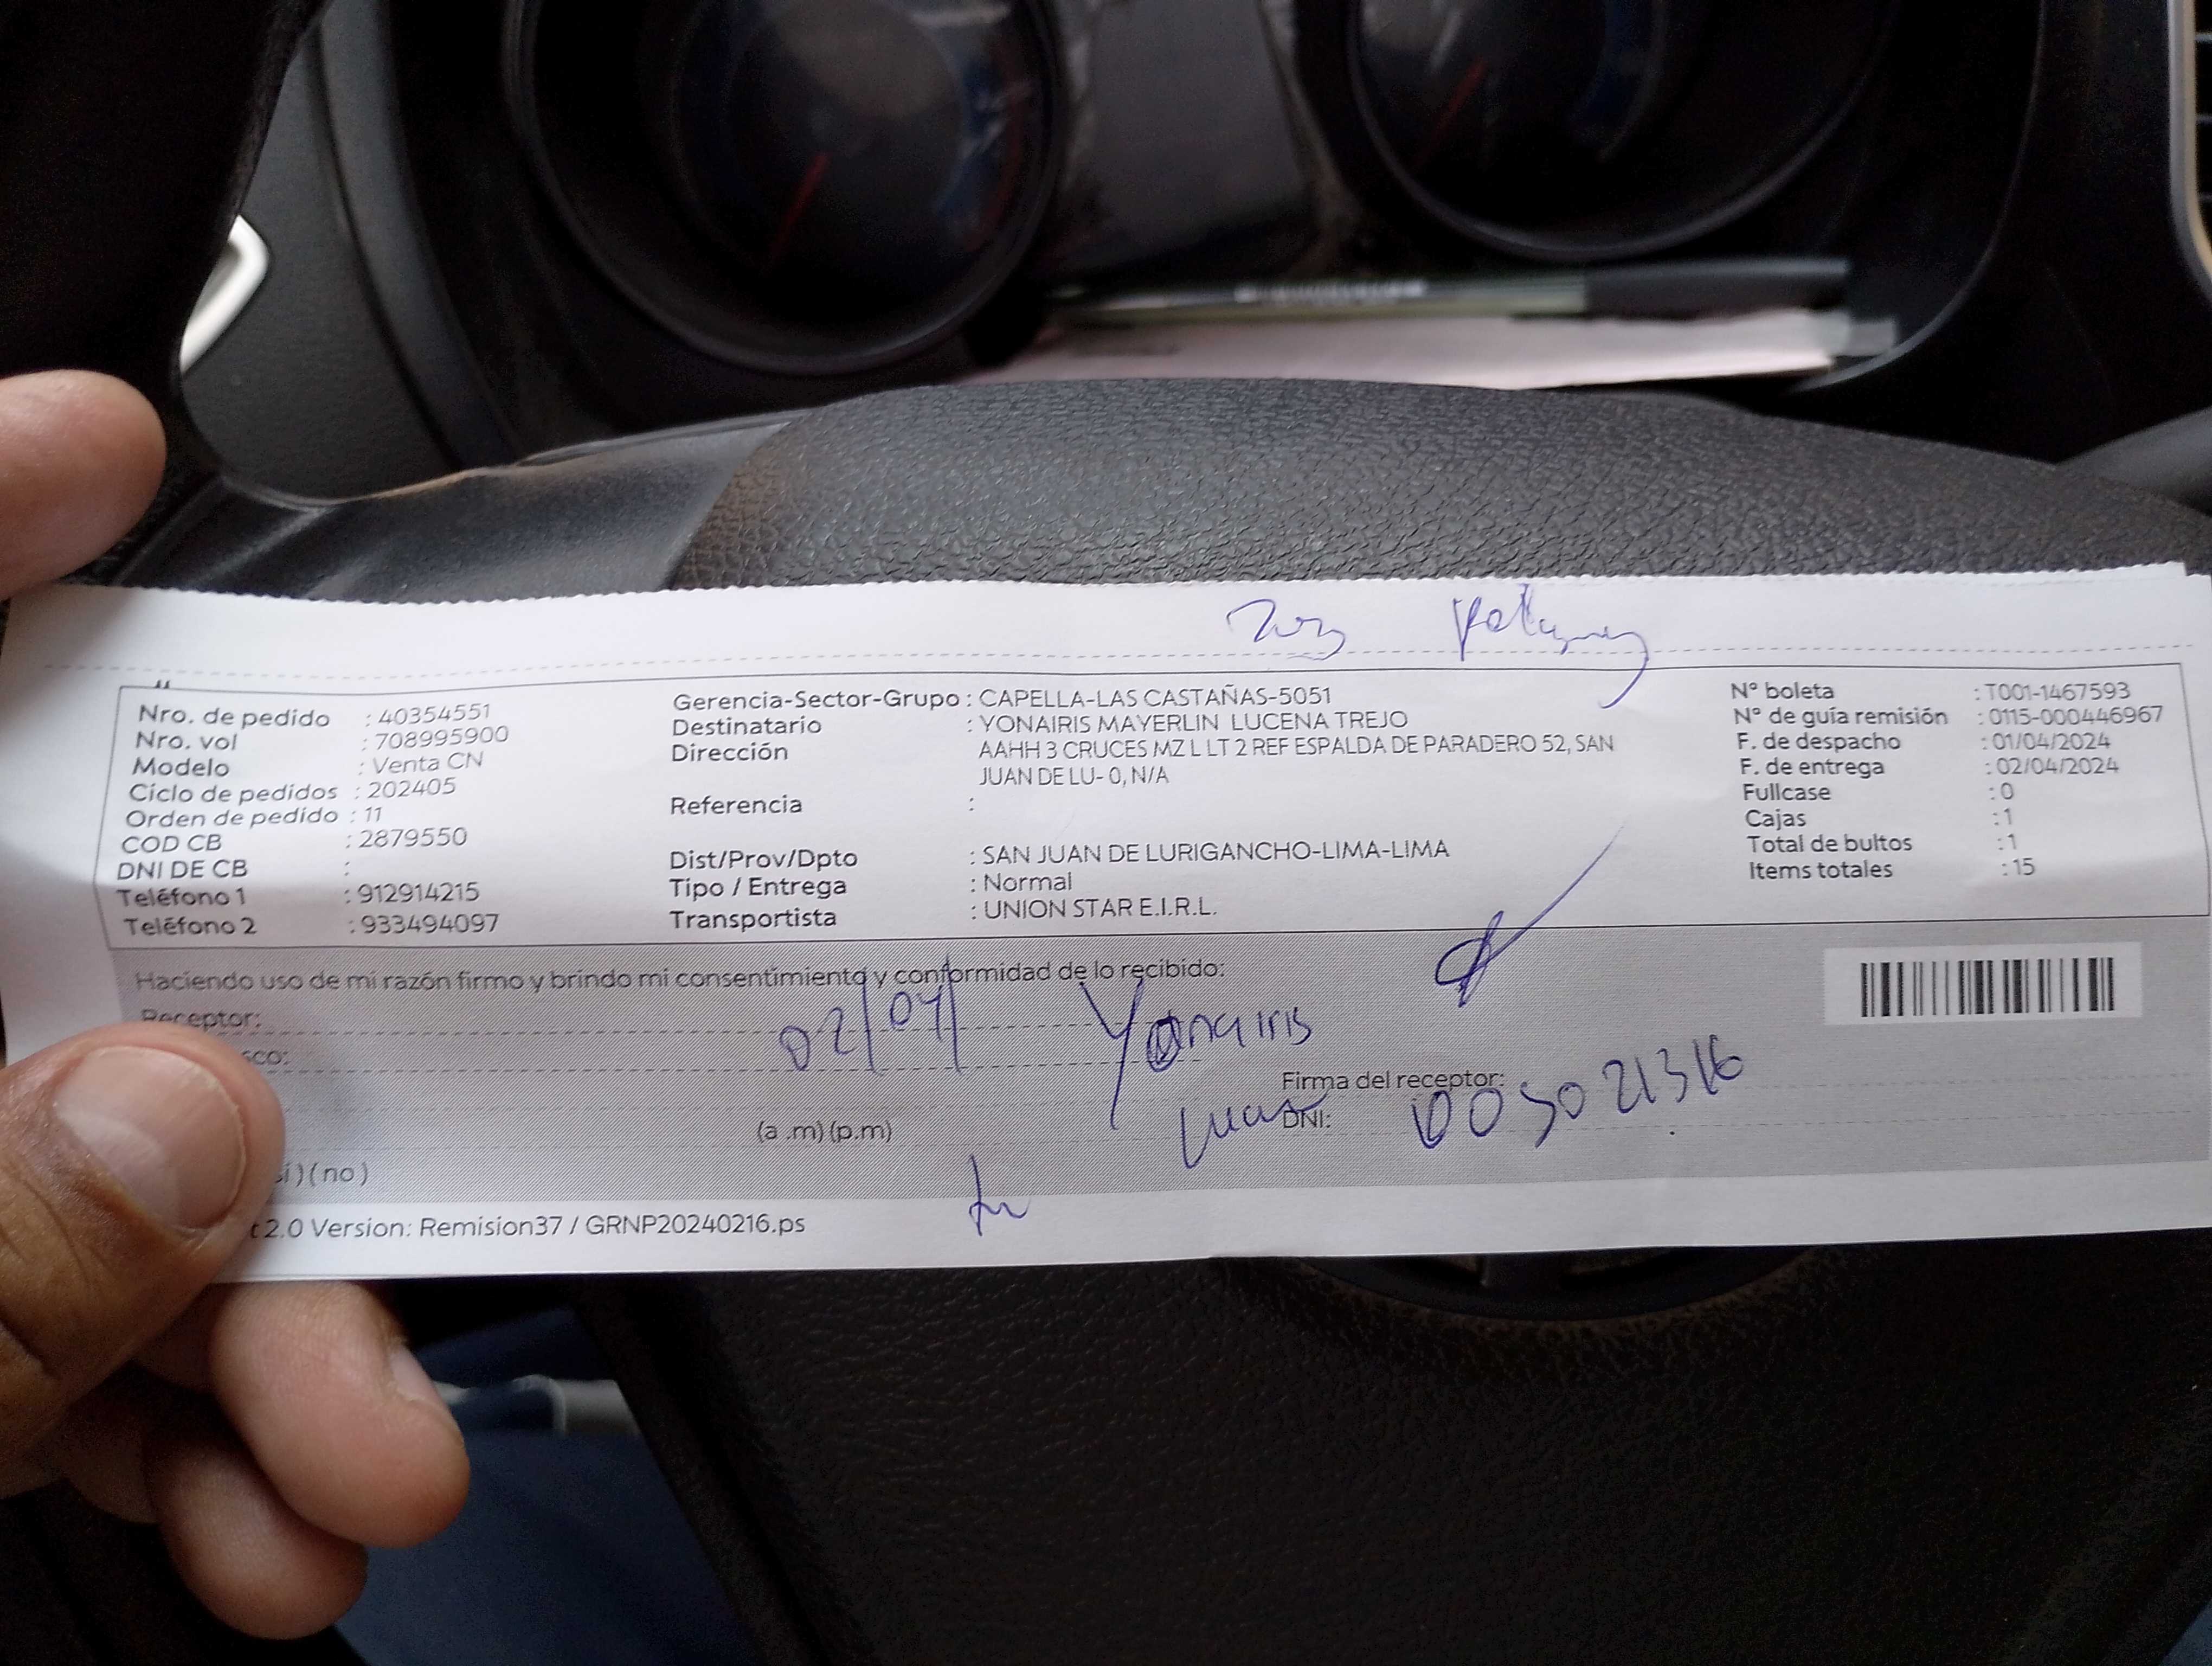 Nro. de pedido : 40354551
Nro. vol : 708995900
Modelo : Venta CN
Ciclo de pedidos : 202405
Orden de pedido : 11
COD CB : 2879550
DNI DE CB :
Teléfono 1 : 912914215
Teléfono 2 : 933494097
Gerencia-Sector-Grupo : CAPELLA-LAS CASTAÑAS-5051
Destinatario : YONAIRIS MAYERLIN LUCENA TREJO
Dirección AAHH 3 CRUCES MZ L LT 2 REF ESPALDA DE PARADERO 52, SAN
JUAN DE LU- 0, N/A
Referencia :
Dist/Prov/Dpto : SAN JUAN DE LURIGANCHO-LIMA-LIMA
Tipo / Entrega : Normal
Transportista : UNION STAR E.I.R.L.
N° boleta : T001-1467593
N° de guía remisión : 0115-000446967
F. de despacho : 01/04/2024
F. de entrega : 02/04/2024
Fullcase : 0
Cajas : 1
Total de bultos : 1
Items totales : 15
Haciendo uso de mi razón firmo y brindo mi consentimiento y conformidad de lo recibido:
Receptor:
02/04/ Yonairis
Firma del receptor:
DNI: 005021316
(a .m) (p.m)
(no)
2.0 Version: Remision37 / GRNP20240216.ps